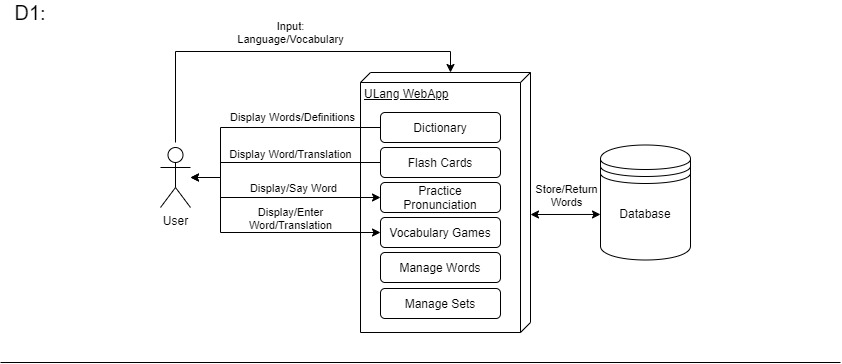 D1:
Input:
Language/Vocabulary
ULang WebApp
Display Words/Definitions
Dictionary
Display Word/Translation
Flash Cards
Display/Say Word
Practice
Pronunciation
Display/Enter
Word/Translation
Vocabulary Games
Manage Words
Manage Sets
User
Store/Return
Words
Database